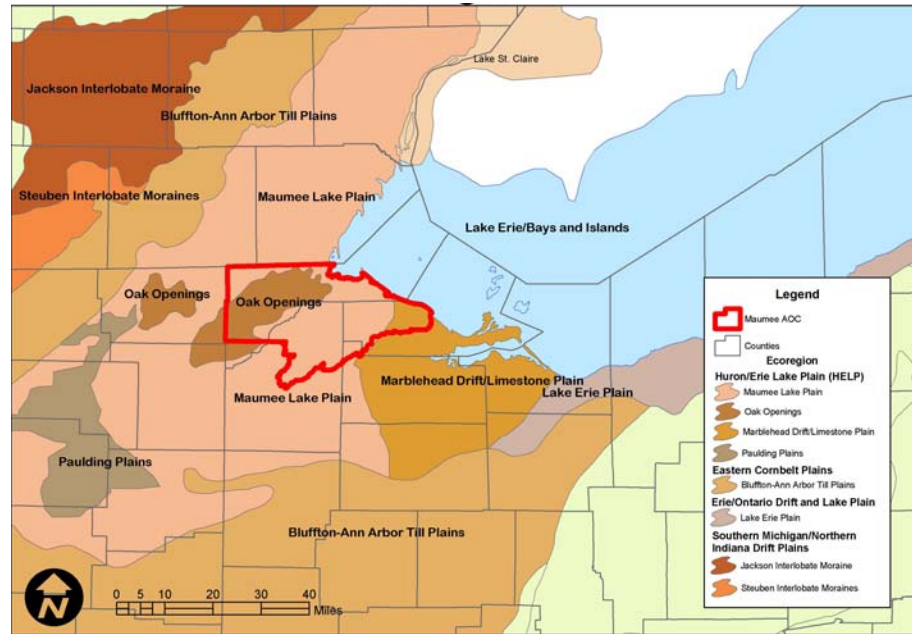 Lake St. Claire
Jackson Interlobate Moraine
Bluffton-Ann Arbor Till Plains
Steuben Interlobate Moraines
Maumee Lake Plain
Lake Erie/Bays and Islands
Oak Openings
Oak Openings
Marblehead Drift/Limestone Plain
Lake Erie Plain
Maumee Lake Plain
Paulding Plains
Bluffton-Ann Arbor Till Plains
N
0 5 10 20 30 40
Miles
Legend
Maumee AOC
Counties
Ecoregion
Huron/Erie Lake Plain (HELP)
Maumee Lake Plain
Oak Openings
Marblehead Drift/Limestone Plain
Paulding Plains
Eastern Cornbelt Plains
Bluffton-Ann Arbor Till Plains
Erie/Ontario Drift and Lake Plain
Lake Erie Plain
Southern Michigan/Northern
Indiana Drift Plains
Jackson Interlobate Moraine
Steuben Interlobate Moraines